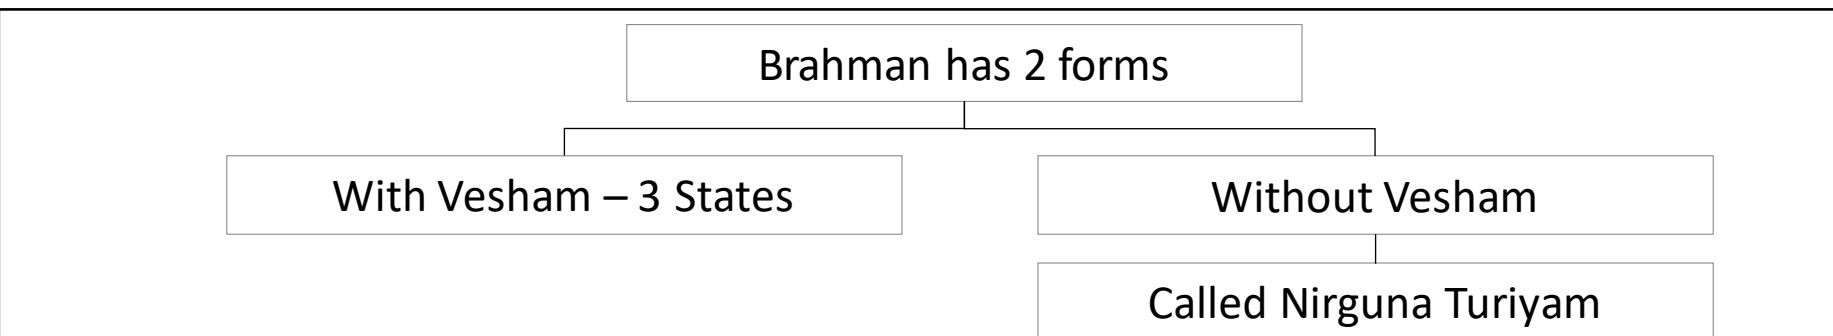 Brahman has 2 forms
With Vesham – 3 States
Without Vesham
Called Nirguna Turiyam